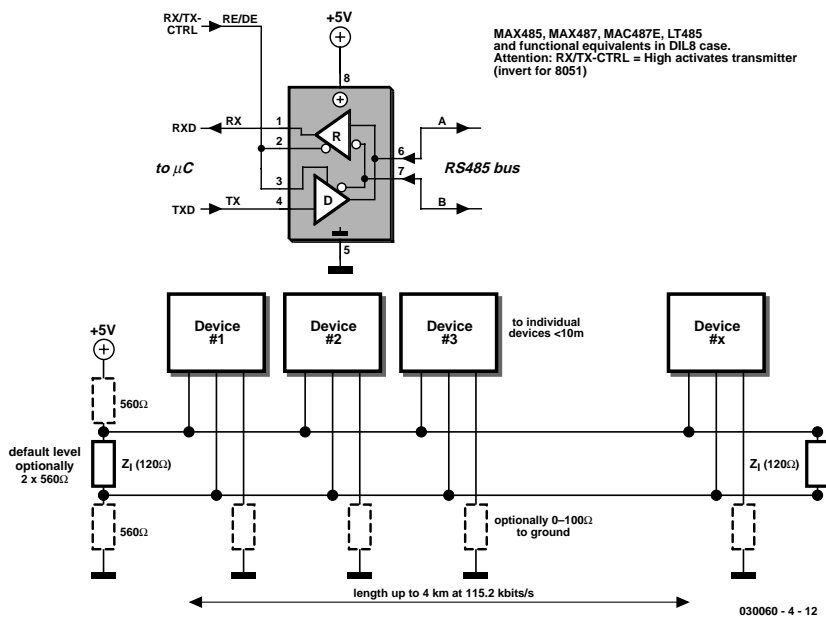 RX/TX-
CTRL
RE/DE
+5V
MAX485, MAX487, MAC487E, LT485
and functional equivalents in DIL8 case.
Attention: RX/TX-CTRL = High activates transmitter
(invert for 8051)
8
RXD
RX
1
R
2
A
6
to μC
RS485 bus
7
3
TXD
TX
4
D
B
5
+5V
Device
#1
Device
#2
Device
#3
to individual
devices <10m
Device
#x
560Ω
default level
optionally
2 x 560Ω
ZI (120Ω)
ZI (120Ω)
560Ω
optionally 0–100Ω
to ground
length up to 4 km at 115.2 kbits/s
030060 - 4 - 12